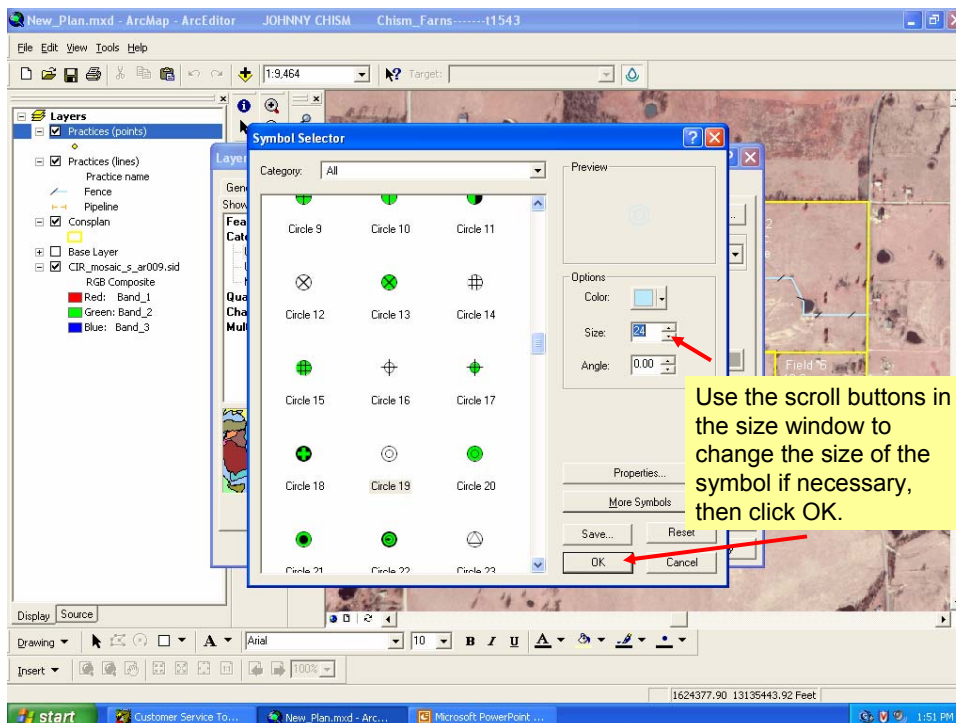 New_Plan.mxd - ArcMap - ArcEditor JOHNNY CHISM Chism_Farns-------t1543
File Edit View Tools Help
1:9,464
Target:
Layers
Practices (points)
Practices (lines)
Practice name
Fence
Pipeline
Consplan
Base Layer
CIR_mosaic_s_ar009.sid
RGB Composite
Red: Band_1
Green: Band_2
Blue: Band_3
Display Source
Symbol Selector
Category: All
Circle 9 Circle 10 Circle 11
Circle 12 Circle 13 Circle 14
Circle 15 Circle 16 Circle 17
Circle 18 Circle 19 Circle 20
Circle 21 Circle 22 Circle 23
Preview
Options
Color:
Size: 24
Angle: 0.00
Properties...
More Symbols
Save... Reset
OK Cancel
Use the scroll buttons in
the size window to
change the size of the
symbol if necessary,
then click OK.
Field
Drawing A Arial 10 B I U A
Insert 100%
1624377.90 13135443.92 Feet
start Customer Service To... New_Plan.mxd - Arc... Microsoft PowerPoint ... 1:51 PM